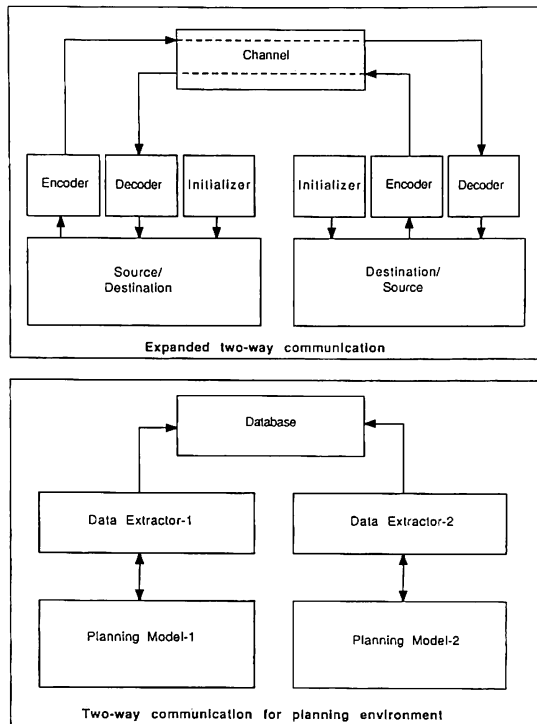 Channel
Encoder
Decoder
Initializer
Initializer
Encoder
Decoder
Source/
Destination
Destination/
Source
Expanded two-way communication
Database
Data Extractor-1
Data Extractor-2
Planning Model-1
Planning Model-2
Two-way communication for planning environment